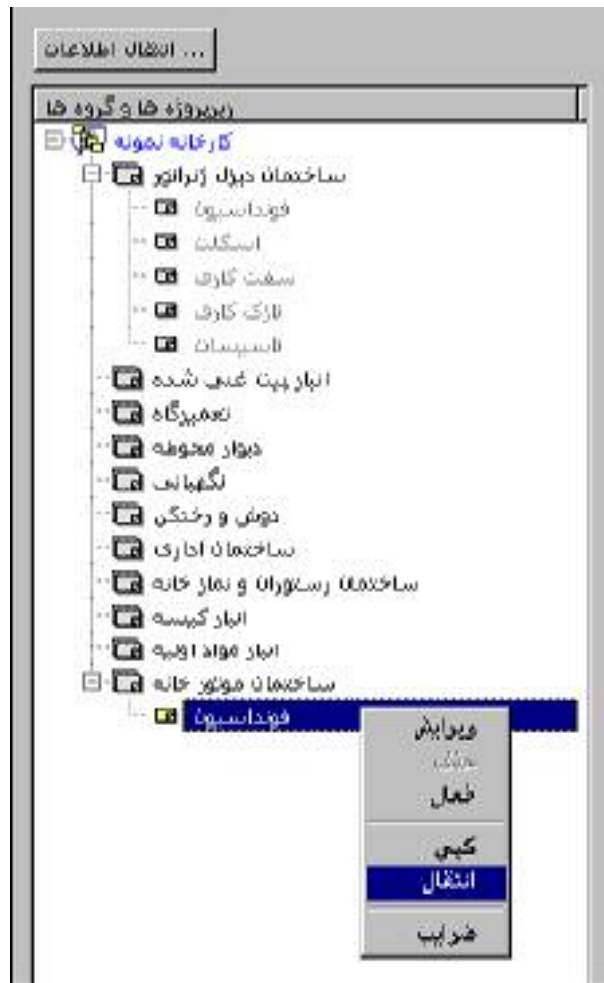 انتقال اطلاعات ...
زیرپروژه ها و گروه ها
کارخانه نمونه
ساختمان دیزل ژنراتور
فونداسیون
اسکلت
سفت کاری
نازک کاری
تاسیسات
انبار پیت غنی شده
تعمیرگاه
دیوار محوطه
نگهبانی
دوش و رختکن
ساختمان اداری
ساختمان رستوران و نماز خانه
انبار کیسه
انبار مواد اولیه
ساختمان موتور خانه
فونداسیون
ویرایش
حذف
فعال
کپی
انتقال
ضرایب